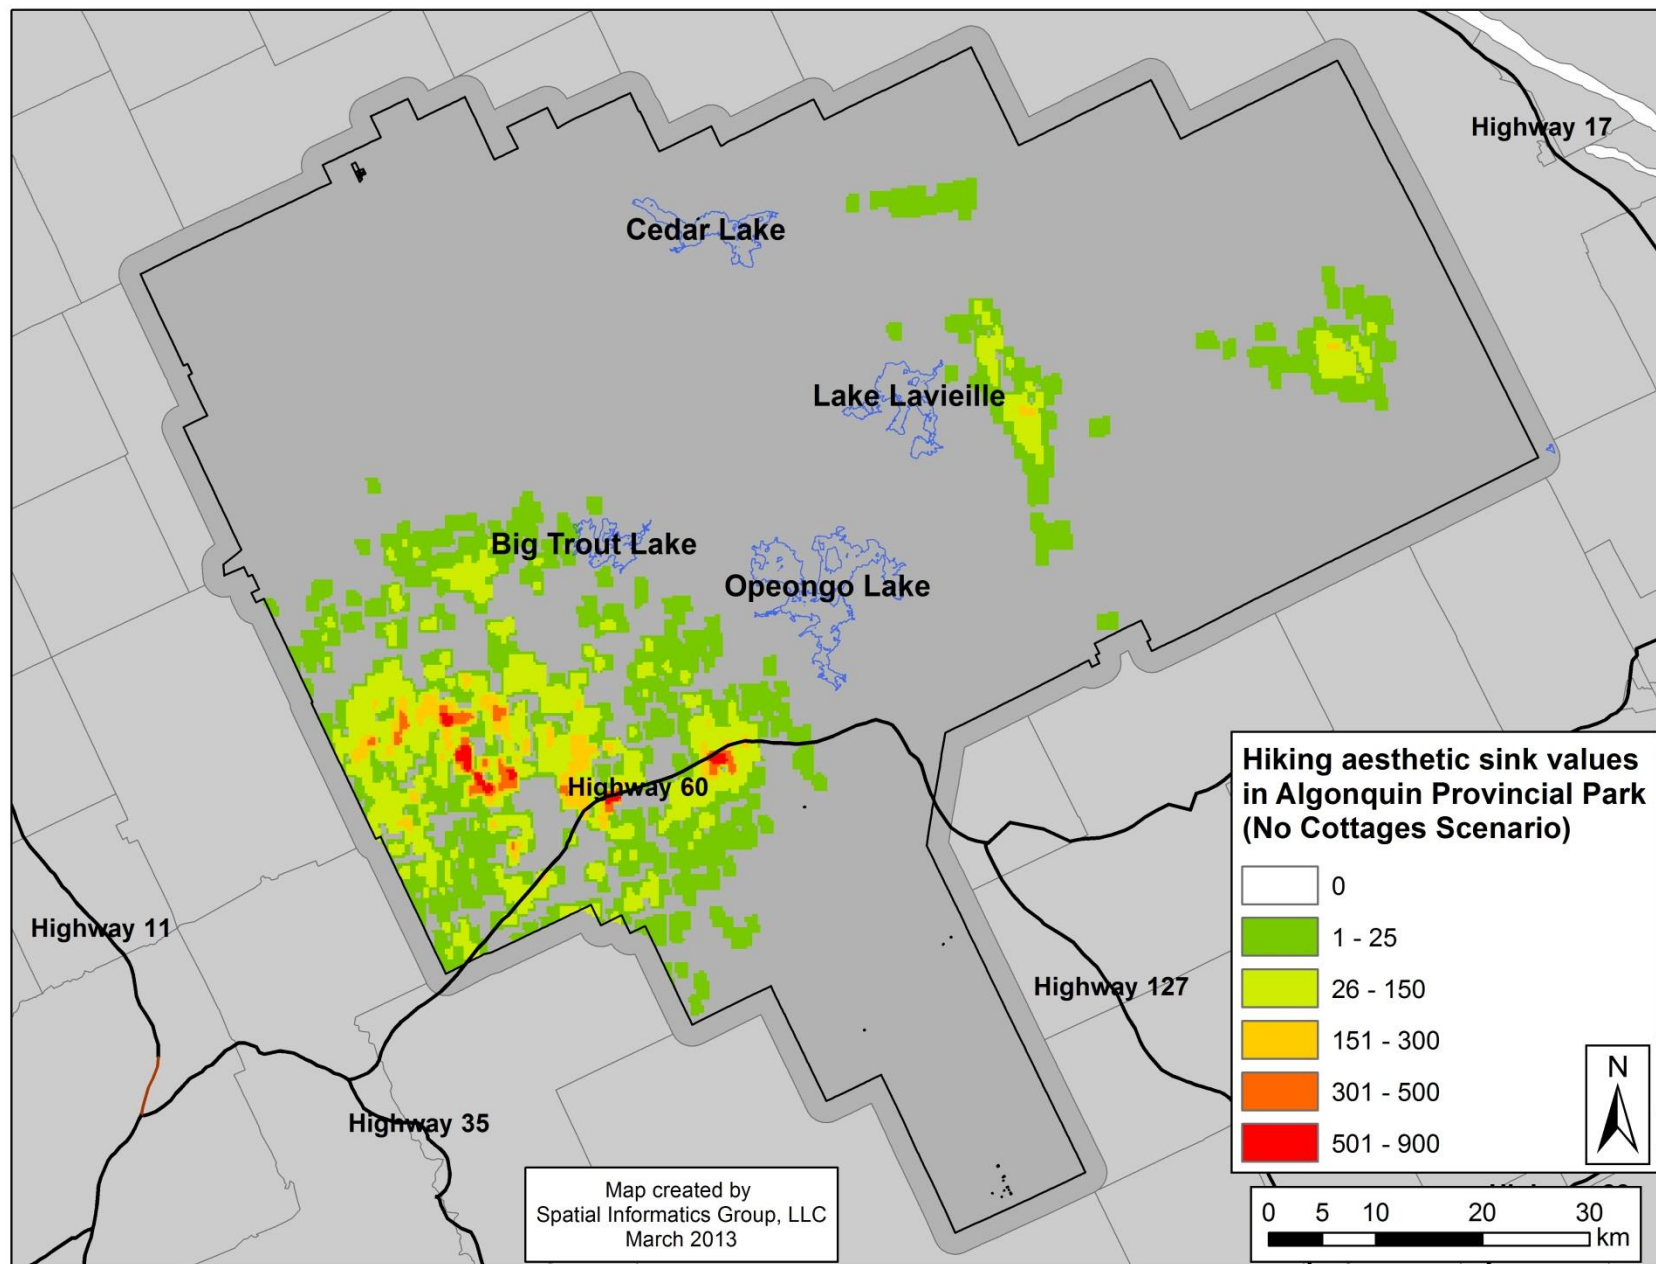 Highway 17
Cedar Lake
Lake Lavieille
Big Trout Lake
Opeongo Lake
Highway 60
Highway 11
Highway 127
Highway 35
Hiking aesthetic sink values
in Algonquin Provincial Park
(No Cottages Scenario)
0
1 - 25
26 - 150
151 - 300
301 - 500
501 - 900
N
Map created by
Spatial Informatics Group, LLC
March 2013
0 5 10 20 30
km